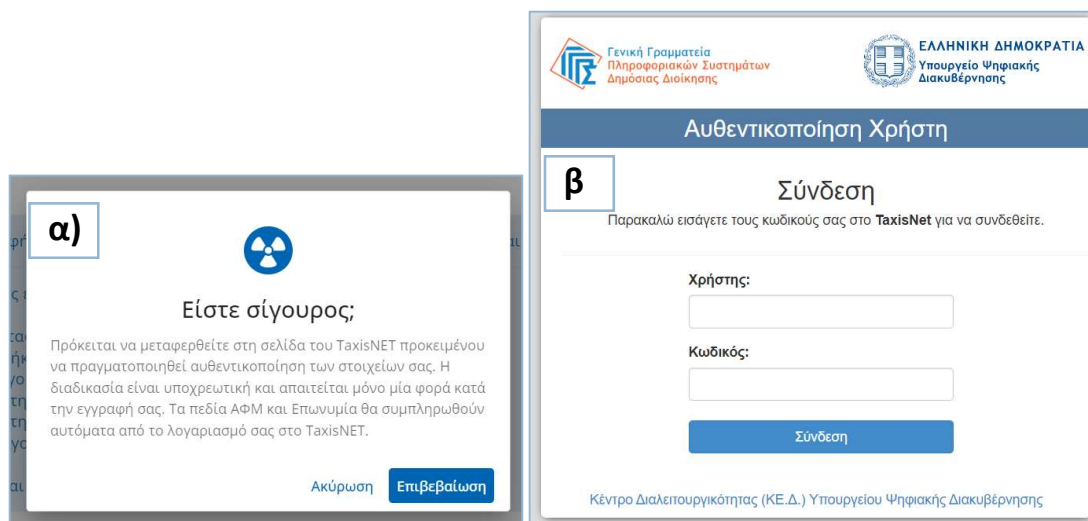 α)
Είστε σίγουρος;
Πρόκειται να μεταφερθείτε στη σελίδα του TaxisNET προκειμένου
να πραγματοποιηθεί αυθεντικοποίηση των στοιχείων σας. Η
διαδικασία είναι υποχρεωτική και απαιτείται μόνο μία φορά κατά
την εγγραφή σας. Τα πεδία ΑΦΜ και Επωνυμία θα συμπληρωθούν
αυτόματα από το λογαριασμό σας στο TaxisNET.
Ακύρωση Επιβεβαίωση
Γενική Γραμματεία
Πληροφοριακών Συστημάτων
Δημόσιας Διοίκησης
ΕΛΛΗΝΙΚΗ ΔΗΜΟΚΡΑΤΙΑ
Υπουργείο Ψηφιακής
Διακυβέρνησης
Αυθεντικοποίηση Χρήστη
β
Σύνδεση
Παρακαλώ εισάγετε τους κωδικούς σας στο TaxisNet για να συνδεθείτε.
Χρήστης:
Κωδικός:
Σύνδεση
Κέντρο Διαλειτουργικότητας (ΚΕ.Δ.) Υπουργείου Ψηφιακής Διακυβέρνησης